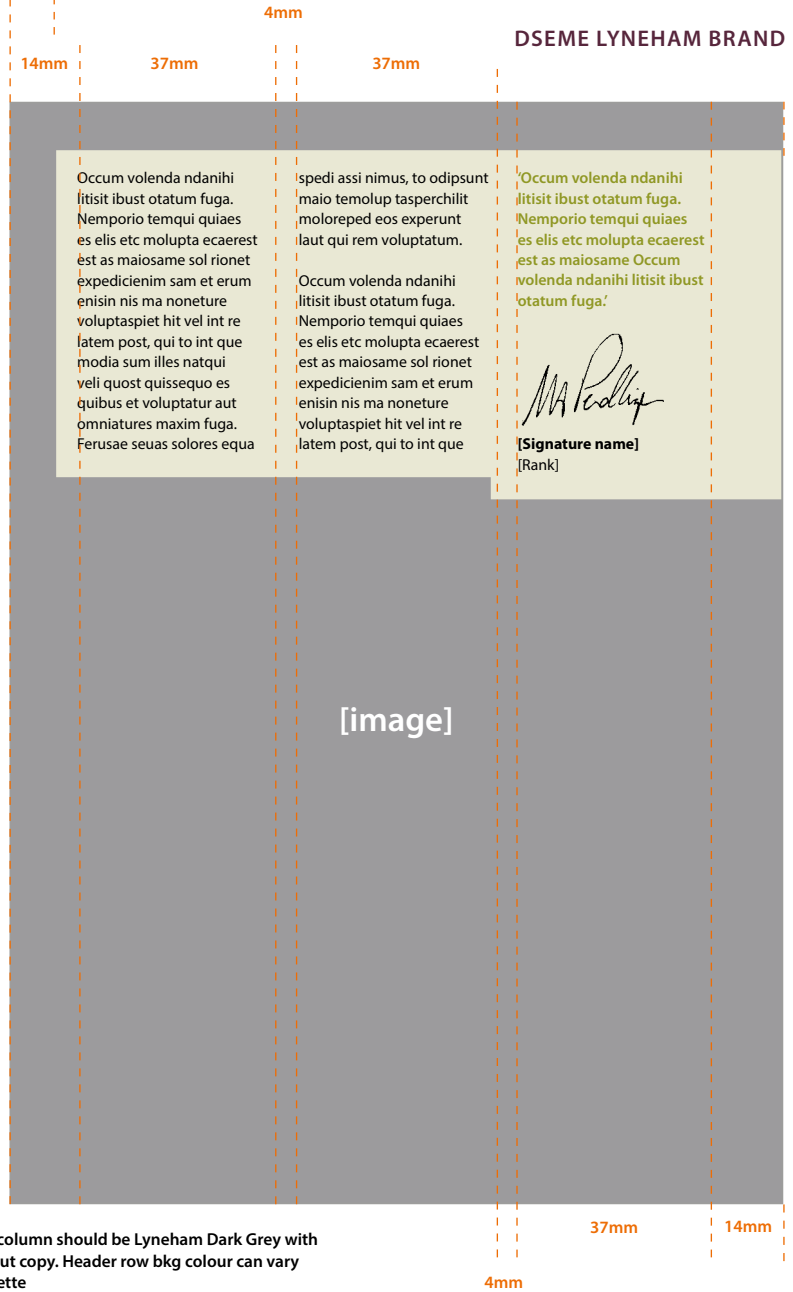 4mm
DSEME LYNEHAM BRAND
14mm
37mm
37mm
Occum volenda ndanihi
litisit ibust otatum fuga.
Nemporio temqui quiaes
es elis etc molupta ecaerest
est as maiosame sol rionet
expedicienim sam et erum
enisin nis ma noneture
voluptaspiet hit vel int re
latem post, qui to int que
modia sum illes natqui
veli quost quissequo es
quibus et voluptatur aut
omniatures maxim fuga.
Ferusae seuas solores equa
spedi assi nimus, to odipsunt
maio temolup tasperchilit
moloreped eos experunt
laut qui rem voluptatum.
Occum volenda ndanihi
litisit ibust otatum fuga.
Nemporio temqui quiaes
es elis etc molupta ecaerest
est as maiosame sol rionet
expedicienim sam et erum
enisin nis ma noneture
voluptaspiet hit vel int re
latem post, qui to int que
‘Occum volenda ndanihi
litisit ibust otatum fuga.
Nemporio temqui quiaes
es elis etc molupta ecaerest
est as maiosame Occum
volenda ndanihi litisit ibust
otatum fuga.’
[Signature name]
[Rank]
[image]
column should be Lyneham Dark Grey with
ut copy. Header row bkg colour can vary
ette
37mm
14mm
4mm